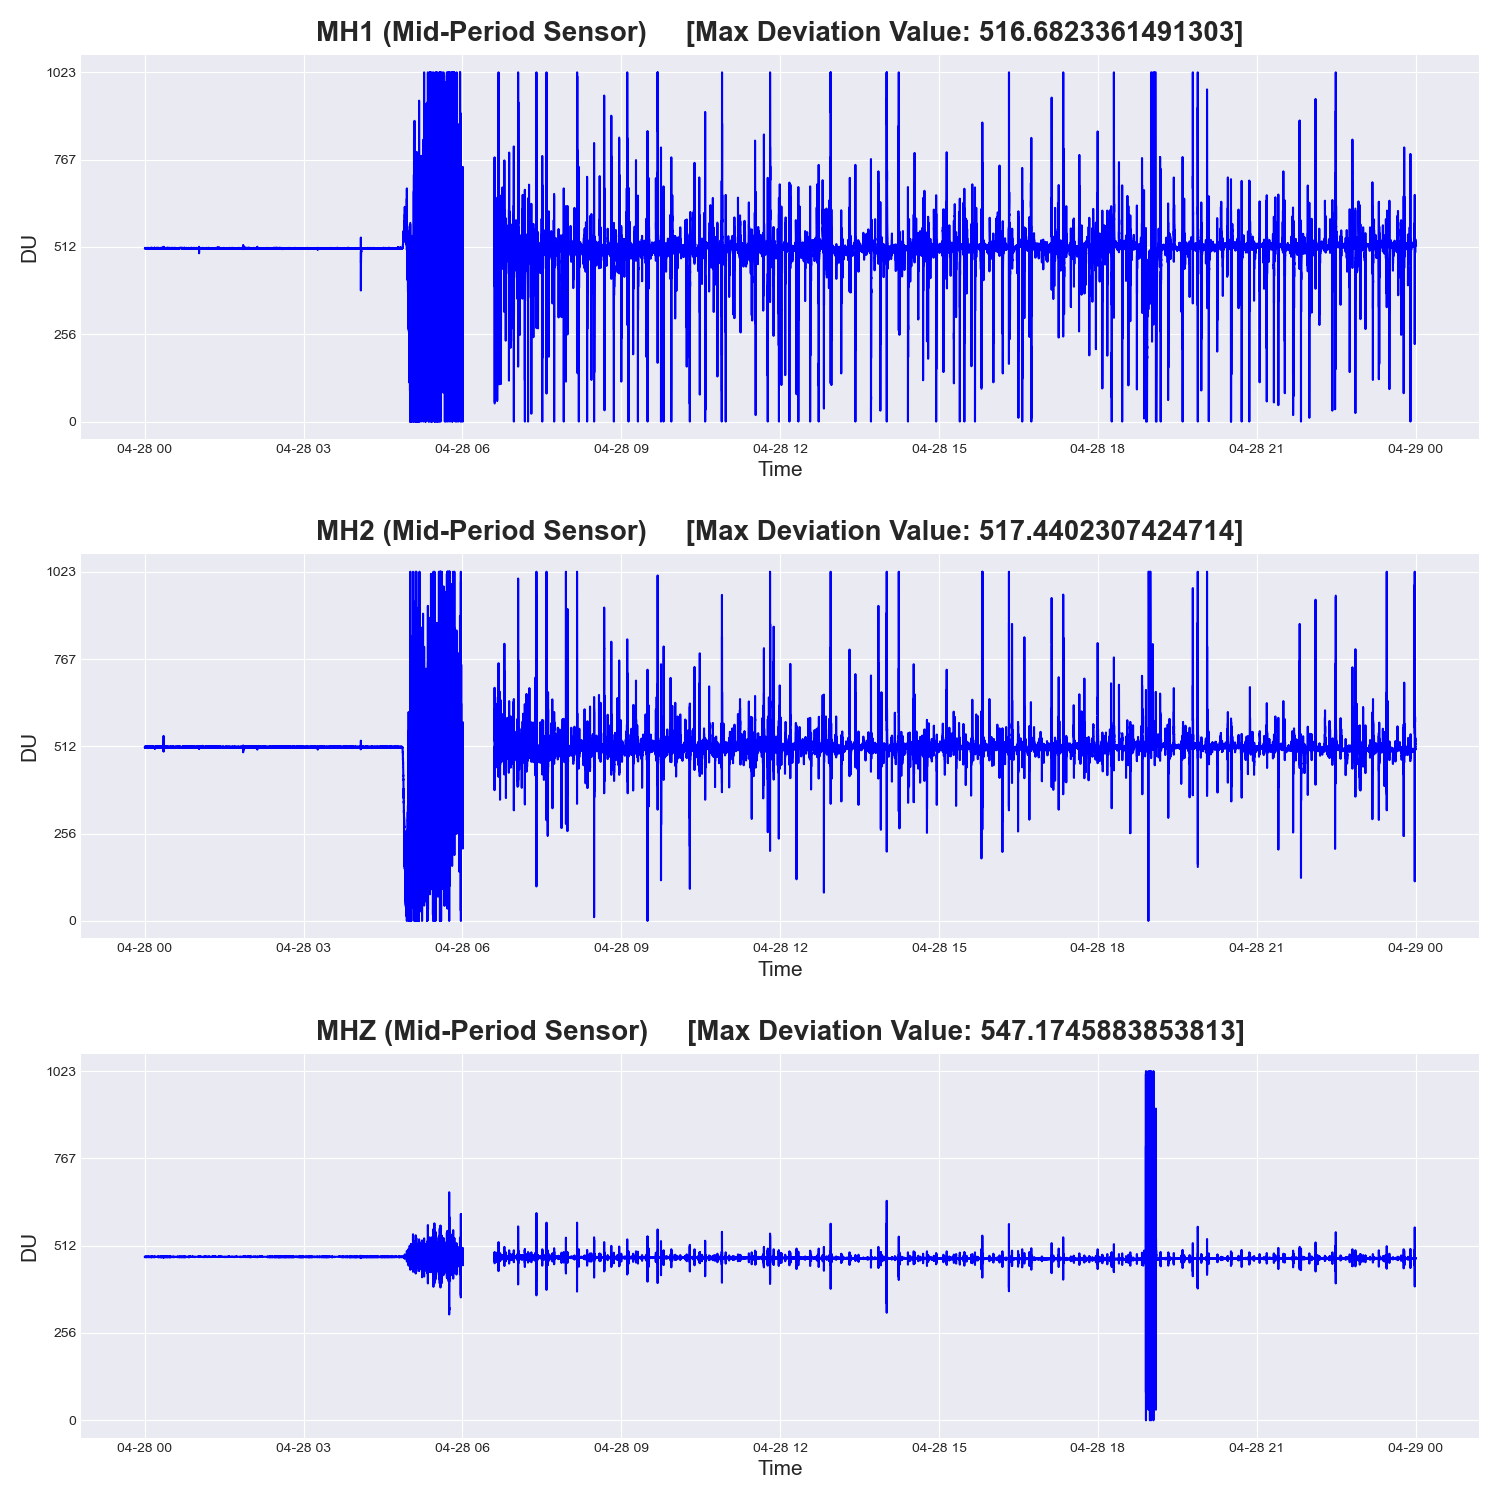 MH1 (Mid-Period Sensor) [Max Deviation Value: 516.6823361491303]
1023
767
512
256
0
DU
04-28 00 04-28 03 04-28 06 04-28 09 04-28 12 04-28 15 04-28 18 04-28 21 04-29 00
Time
MH2 (Mid-Period Sensor) [Max Deviation Value: 517.4402307424714]
1023
767
512
256
0
DU
04-28 00 04-28 03 04-28 06 04-28 09 04-28 12 04-28 15 04-28 18 04-28 21 04-29 00
Time
MHZ (Mid-Period Sensor) [Max Deviation Value: 547.1745883853813]
1023
767
512
256
0
DU
04-28 00 04-28 03 04-28 06 04-28 09 04-28 12 04-28 15 04-28 18 04-28 21 04-29 00
Time